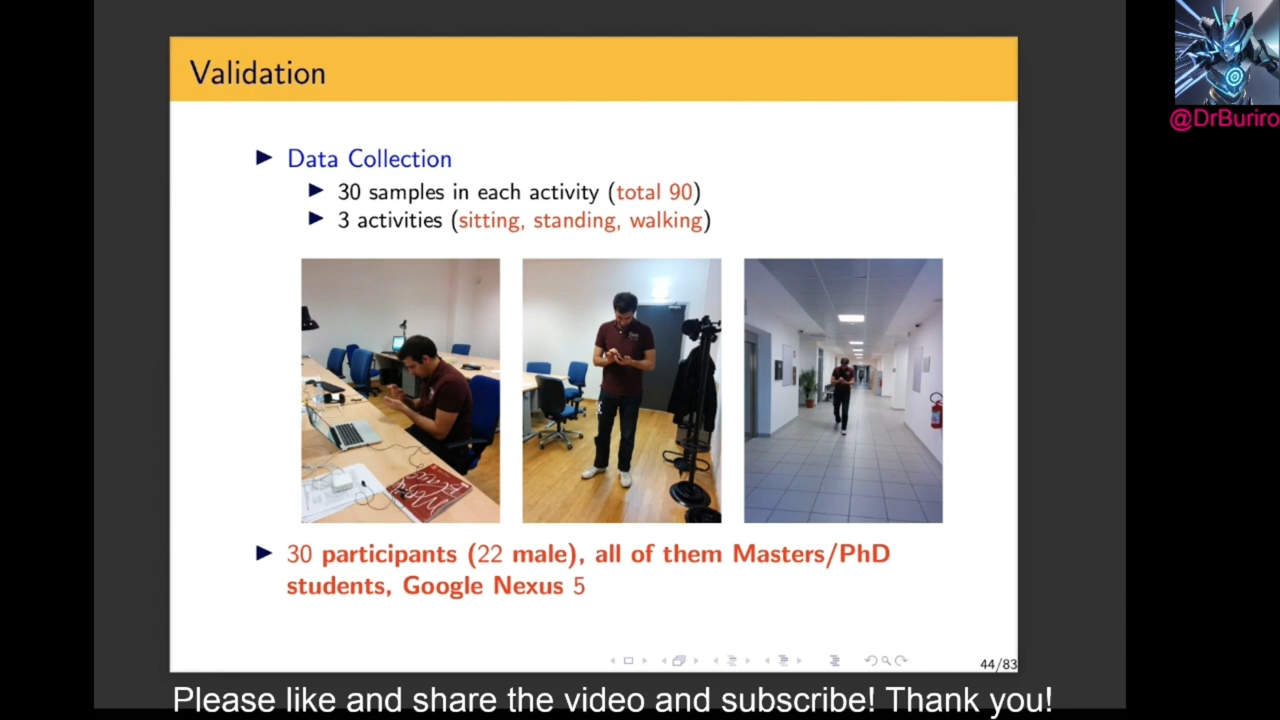 Validation
@DrBuriro
Data Collection
30 samples in each activity (total 90)
3 activities (sitting, standing, walking)
30 participants (22 male), all of them Masters/PhD
students, Google Nexus 5
44/83
Please like and share the video and subscribe! Thank you!